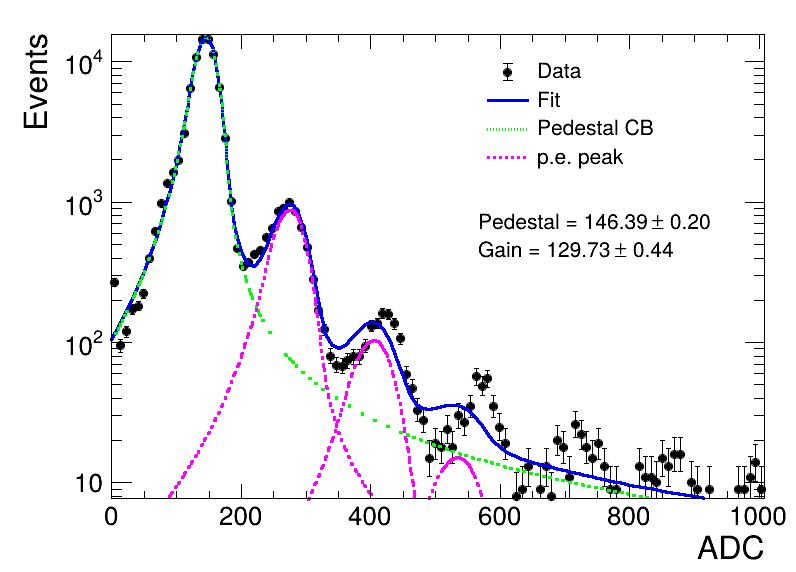 Events
10⁴
10³
10²
10
Data
Fit
Pedestal CB
p.e. peak
Pedestal = 146.39 ± 0.20
Gain = 129.73 ± 0.44
0 200 400 600 800 1000
ADC